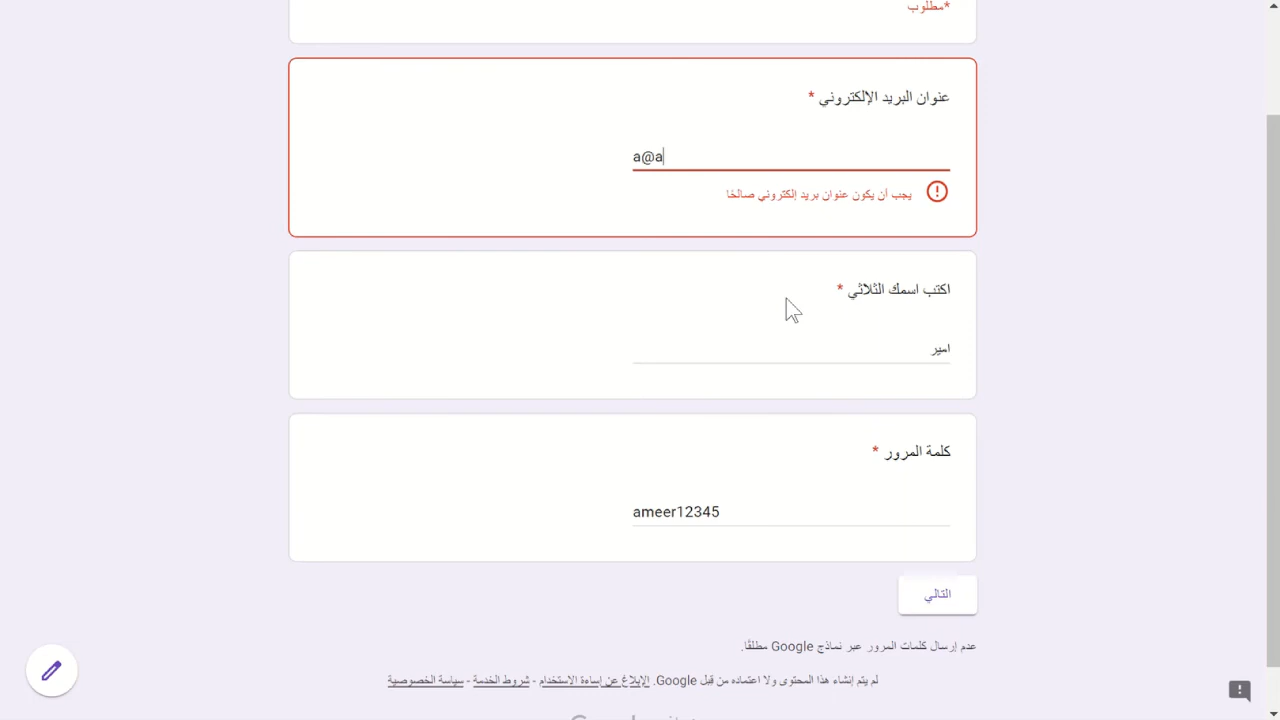 *مطلوب
عنوان البريد الإلكتروني *
a@a
يجب أن يكون عنوان بريد إلكتروني صالحًا
اكتب اسمك الثلاثي *
امير
كلمة المرور *
ameer12345
التالي
عدم إرسال كلمات المرور عبر نماذج Google مطلقًا.
لم يتم إنشاء هذا المحتوى ولا اعتماده من قبل Google. الإبلاغ عن إساءة الاستخدام - شروط الخدمة - سياسة الخصوصية